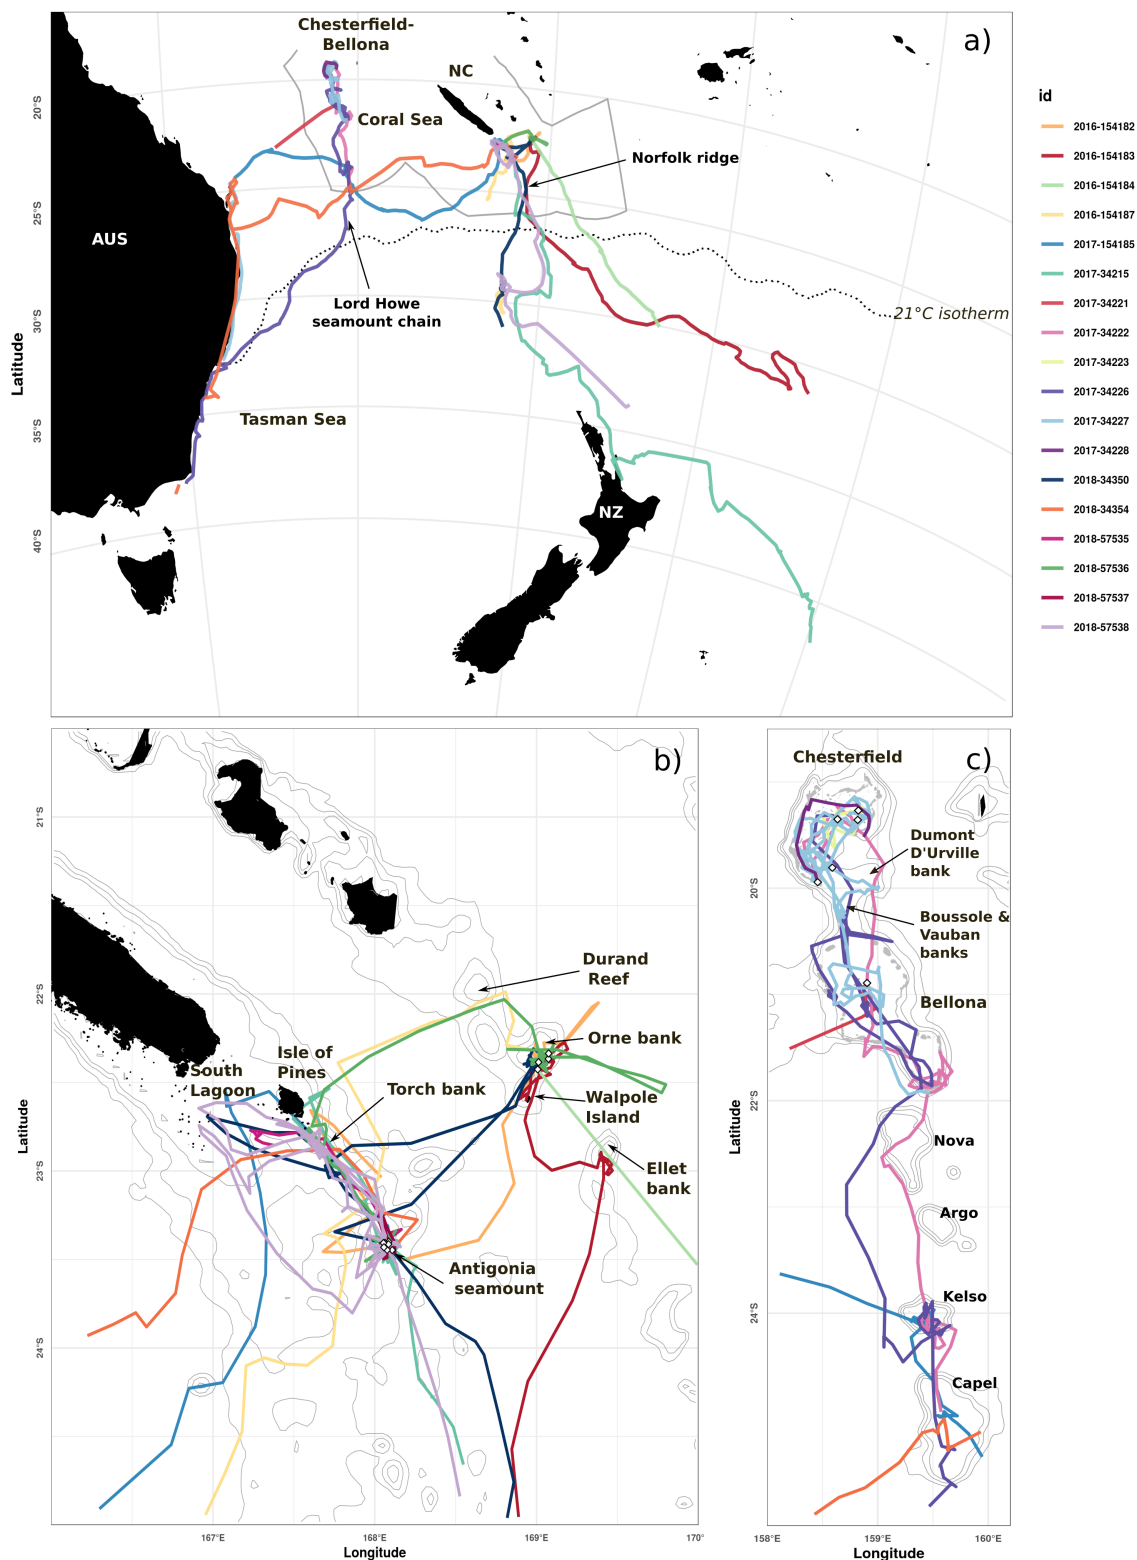 Chesterfield-
Bellona
a)
NC
Coral Sea
Norfolk ridge
AUS
Lord Howe
seamount chain
21°C isotherm
Tasman Sea
NZ
20°S
25°S
30°S
35°S
40°S
Latitude
id
2016-154182
2016-154183
2016-154184
2016-154187
2017-154185
2017-34215
2017-34221
2017-34222
2017-34223
2017-34226
2017-34227
2017-34228
2018-34350
2018-34354
2018-57535
2018-57536
2018-57537
2018-57538
b)
Durand
Reef
Orne bank
Isle of
Pines
South
Lagoon
Torch bank
Walpole
Island
Ellet
bank
Antigonia
seamount
21°S
22°S
23°S
24°S
Latitude
167°E
168°E
169°E
170°
Longitude
Chesterfield
c)
Dumont
D'Urville
bank
Boussole &
Vauban
banks
Bellona
Nova
Argo
Kelso
Capel
20°S
22°S
24°S
Latitude
158°E
159°E
160°E
Longitude